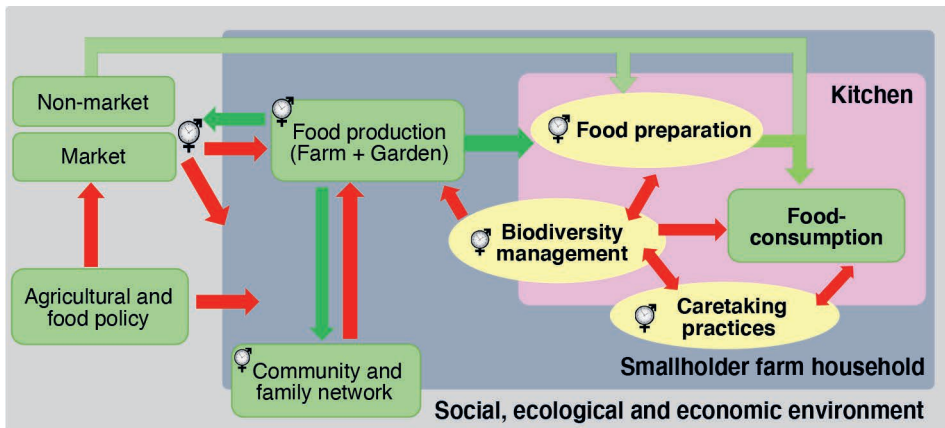 Kitchen
Non-market
Market
Food production
(Farm + Garden)
Food preparation
Biodiversity
management
Food-
consumption
Agricultural and
food policy
Caretaking
practices
Community and
family network
Smallholder farm household
Social, ecological and economic environment